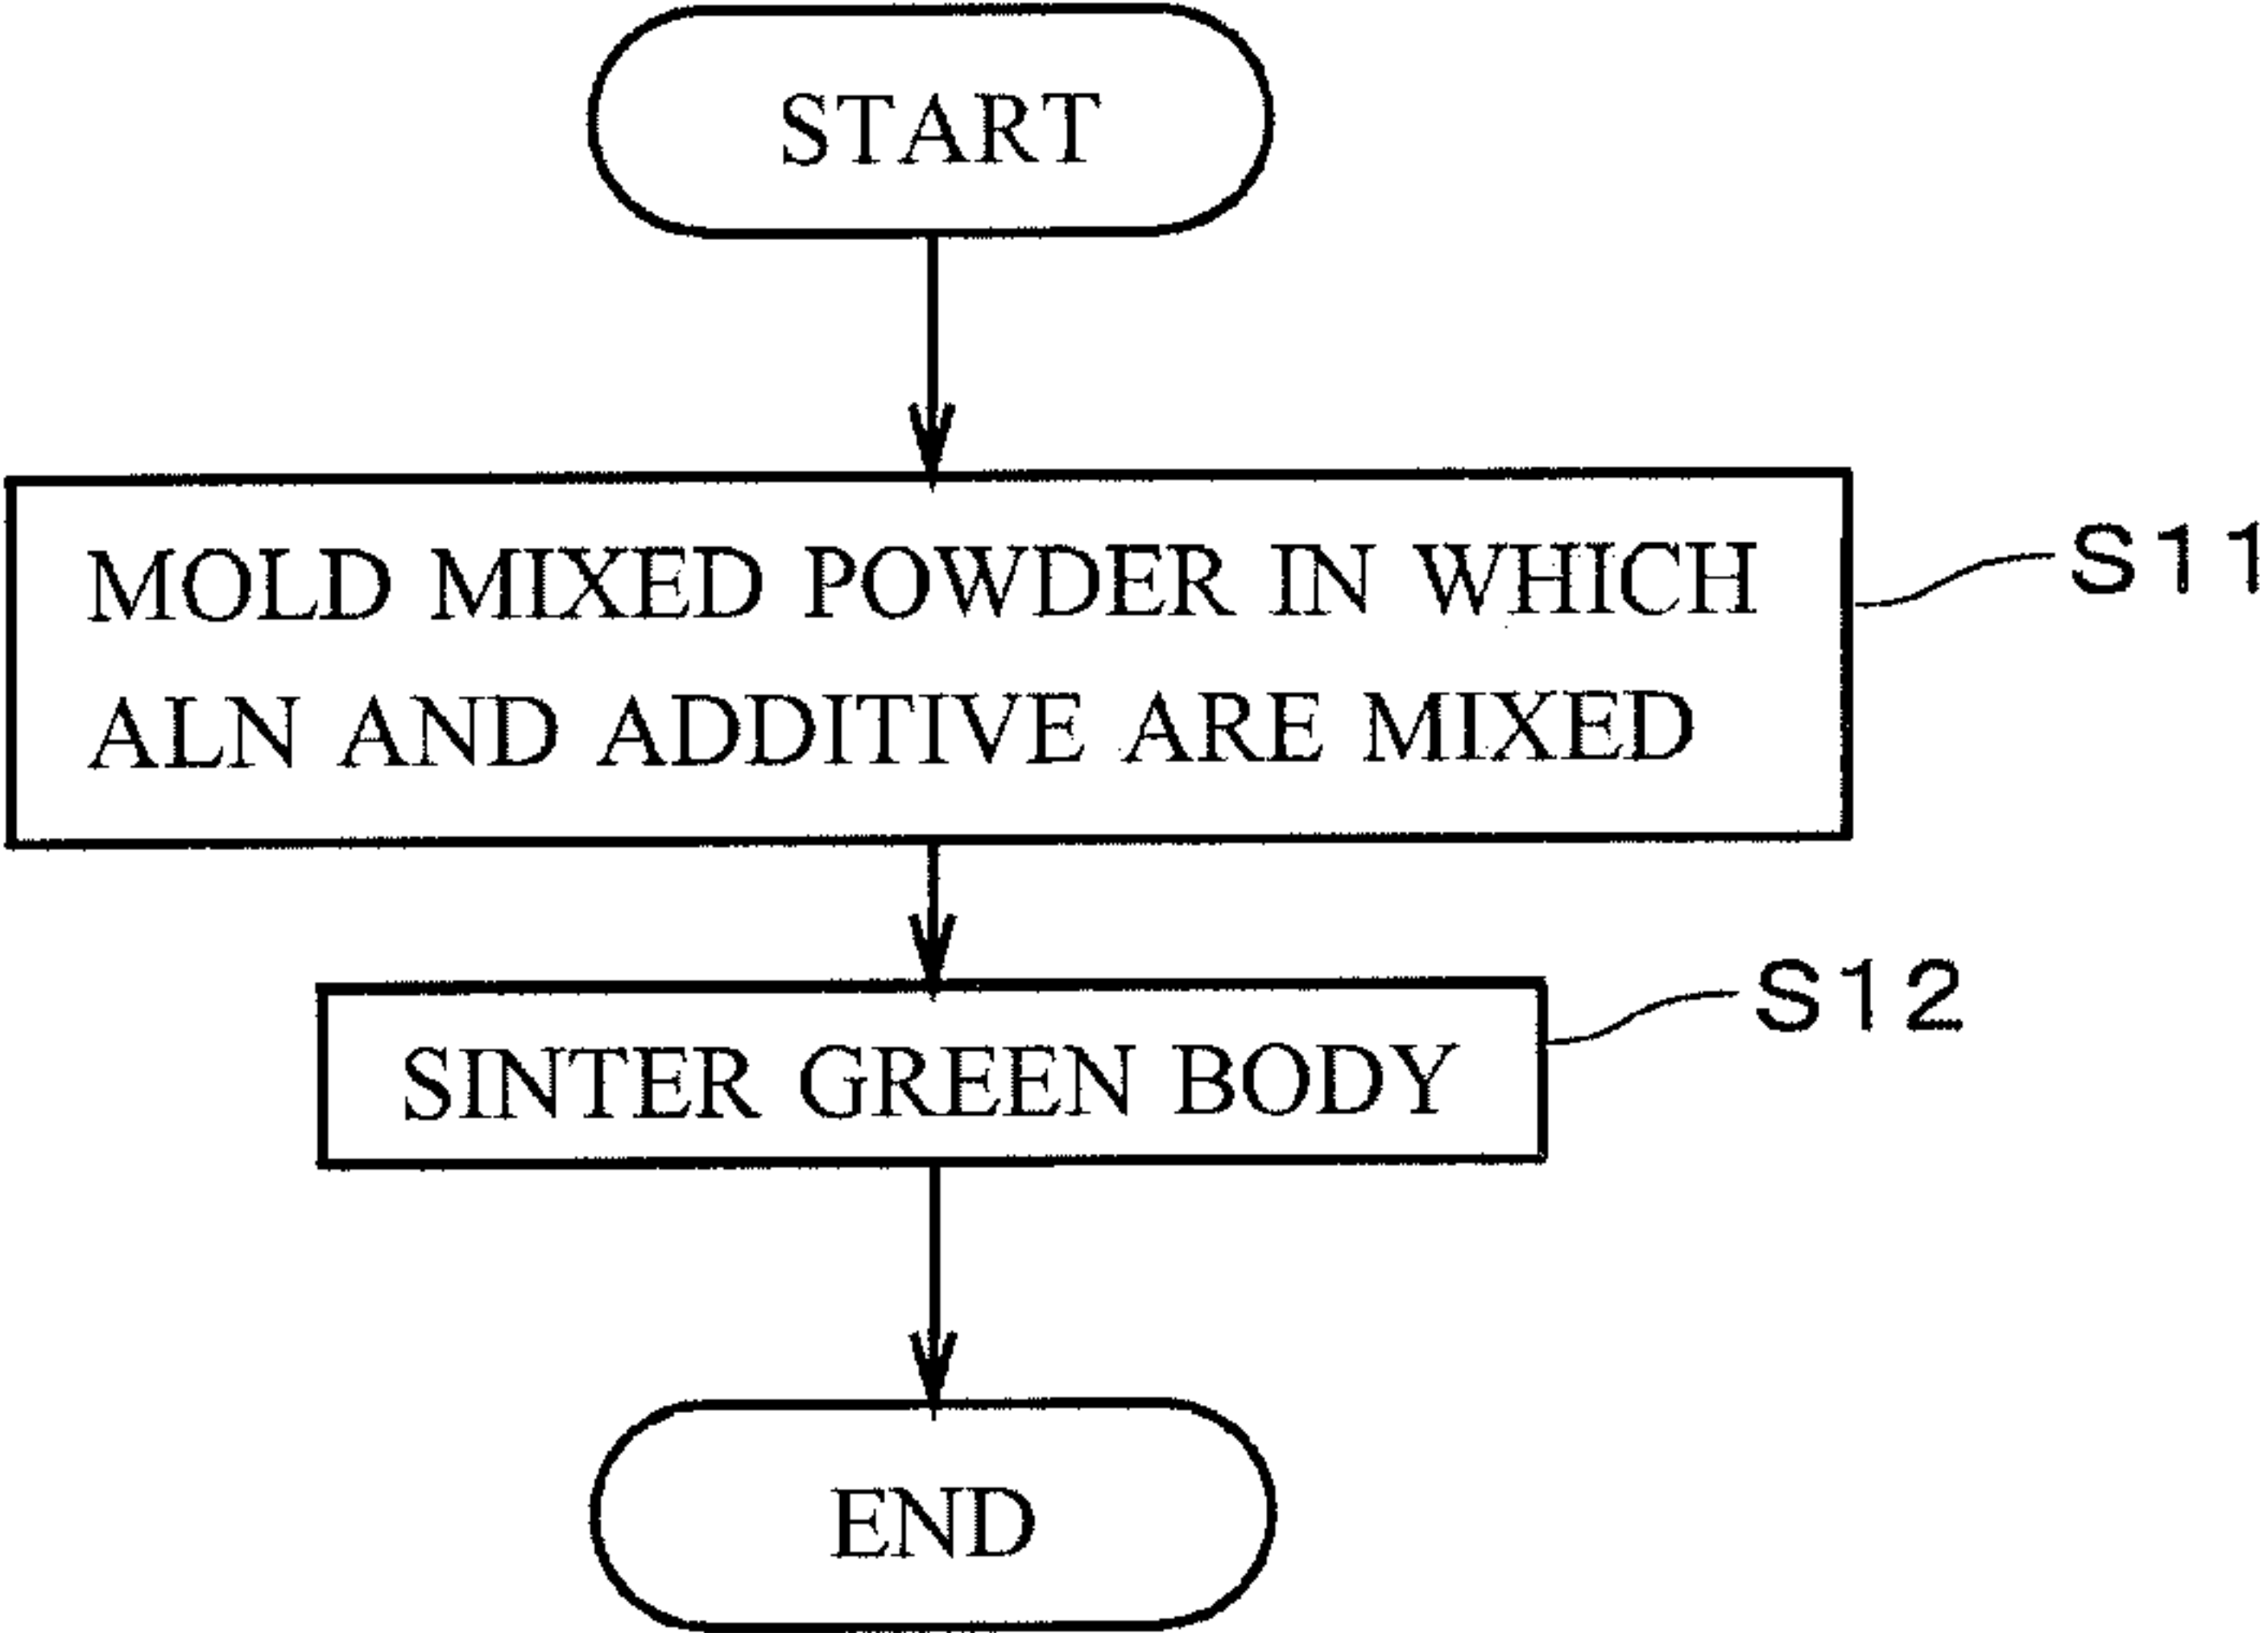 START
MOLD MIXED POWDER IN WHICH
ALN AND ADDITIVE ARE MIXED
S11
SINTER GREEN BODY
S12
END